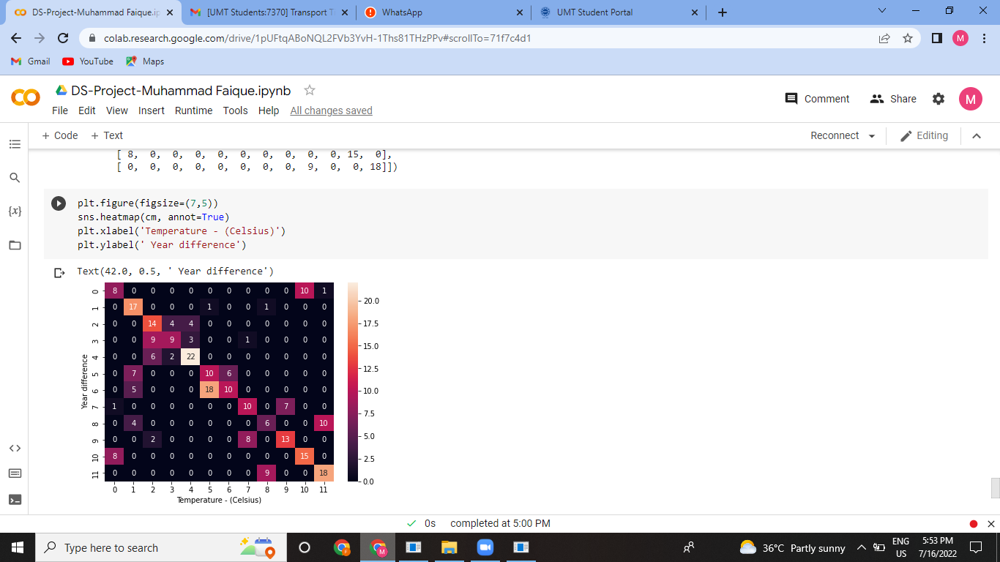 DS-Project-Muhammad Faique.ip
[UMT Students:7370] Transport T
WhatsApp
UMT Student Portal
colab.research.google.com/drive/1pUFtqABoNQL2FVb3YvH-1Ths81THzPPv#scrollTo=71f7c4d1
M
Gmail
YouTube
Maps
DS-Project-Muhammad Faique.ipynb
Comment
Share
M
File Edit View Insert Runtime Tools Help All changes saved
+ Code + Text
Reconnect
Editing
[ 8, 0, 0, 0, 0, 0, 0, 0, 0, 0, 15, 0],
[ 0, 0, 0, 0, 0, 0, 0, 0, 9, 0, 0, 18]])
{x}
plt.figure(figsize=(7,5))
sns.heatmap(cm, annot=True)
plt.xlabel('Temperature - (Celsius)')
plt.ylabel(' Year difference')
Text(42.0, 0.5, ' Year difference')
Year difference
0 8 0 0 0 0 0 0 0 0 0 10 1
1 0 17 0 0 0 1 0 0 1 0 0 0
2 0 0 14 4 4 0 0 0 0 0 0 0
3 0 0 9 9 3 0 0 1 0 0 0 0
4 0 0 6 2 22 0 0 0 0 0 0 0
5 0 7 0 0 0 10 6 0 0 0 0 0
6 0 5 0 0 0 18 10 0 0 0 0 0
7 1 0 0 0 0 0 0 10 0 7 0 0
8 0 4 0 0 0 0 0 0 6 0 0 10
9 0 0 2 0 0 0 0 8 0 13 0 0
10 8 0 0 0 0 0 0 0 0 0 15 0
11 0 0 0 0 0 0 0 0 9 0 0 18
0 1 2 3 4 5 6 7 8 9 10 11
Temperature - (Celsius)
20.0
17.5
15.0
12.5
10.0
7.5
5.0
2.5
0.0
0s completed at 5:00 PM
Type here to search
F
M
36°C Partly sunny
ENG
US
5:53 PM
7/16/2022